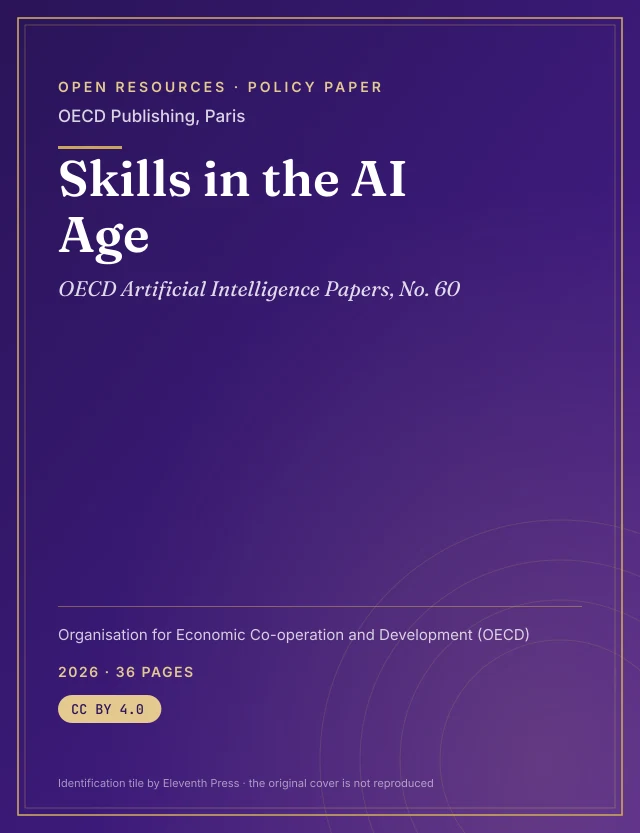 OPEN RESOURCES · POLICY PAPER
OECD Publishing, Paris
Skills in the AI
Age
OECD Artificial Intelligence Papers, No. 60
Organisation for Economic Co-operation and Development (OECD)
2026 · 36 PAGES
CC BY 4.0
Identification tile by Eleventh Press · the original cover is not reproduced